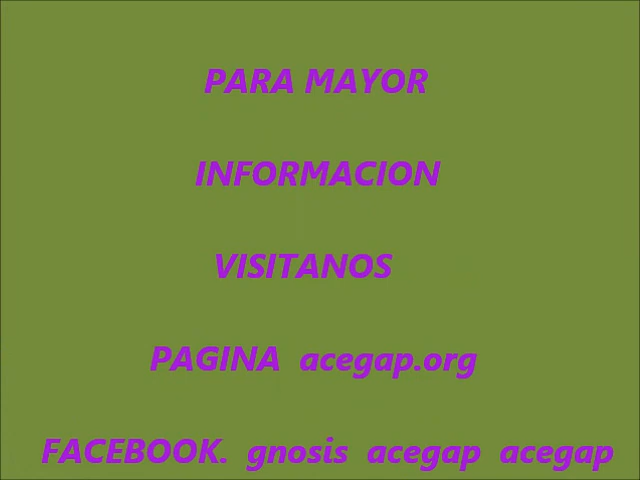 PARA MAYOR
INFORMACION
VISITANOS
PAGINA acegap.org
FACEBOOK. gnosis acegap acegap